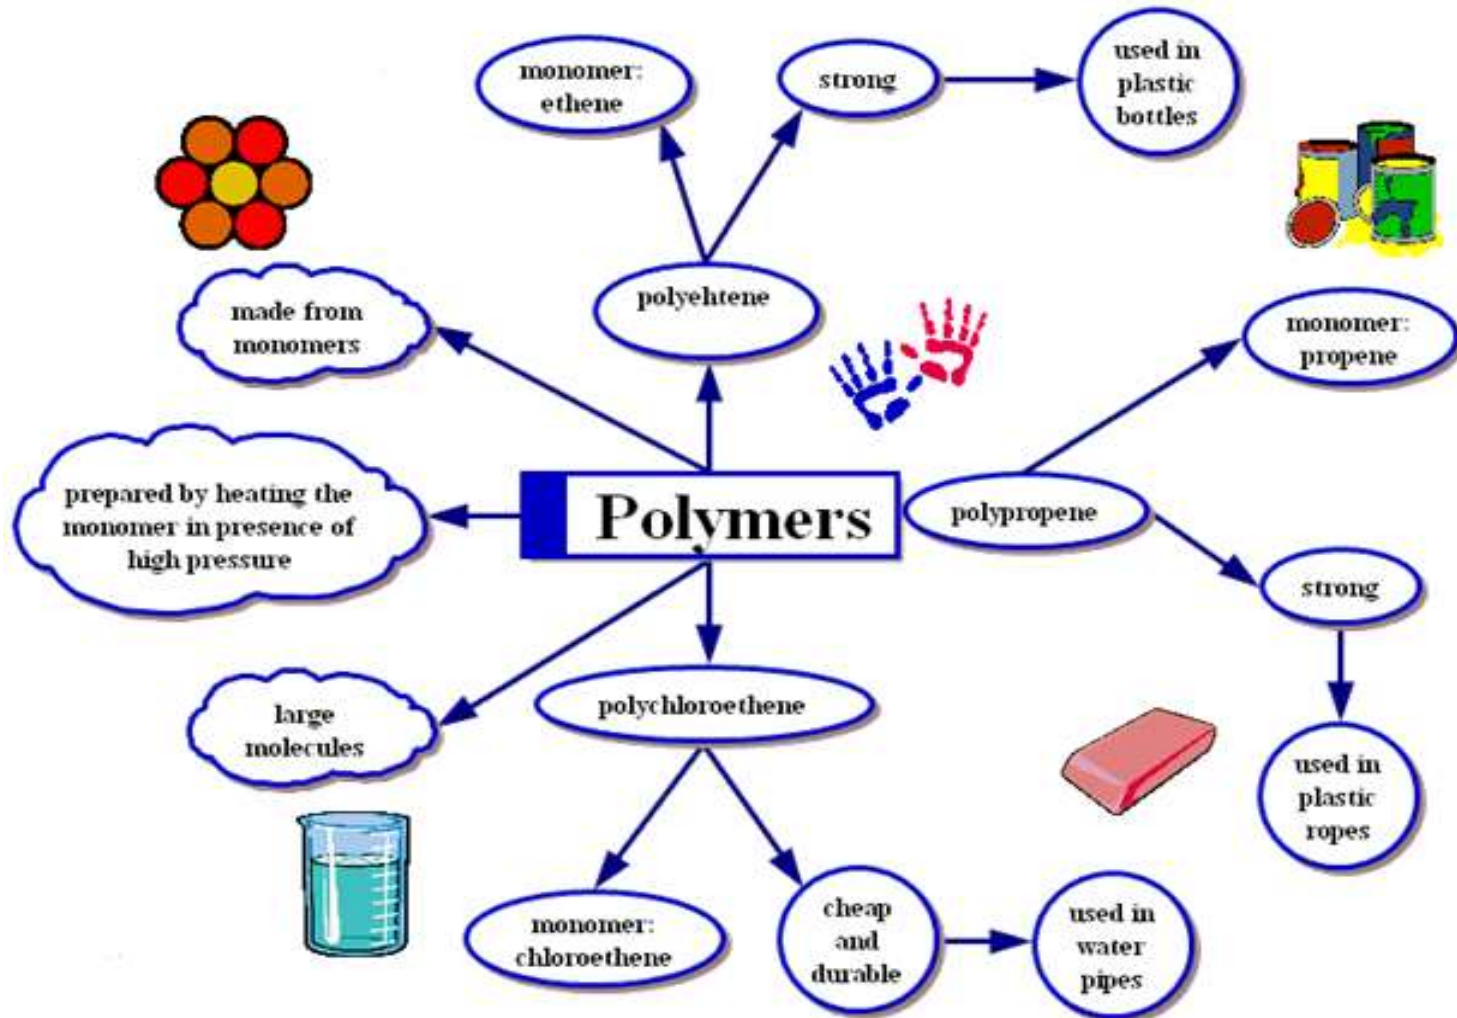 monomer:
ethene
strong
used in
plastic
bottles
made from
monomers
polyehtene
monomer:
propene
prepared by heating the
monomer in presence of
high pressure
Polymers
polypropene
strong
large
molecules
polychloroethene
used in
plastic
ropes
monomer:
chloroethene
cheap
and
durable
used in
water
pipes